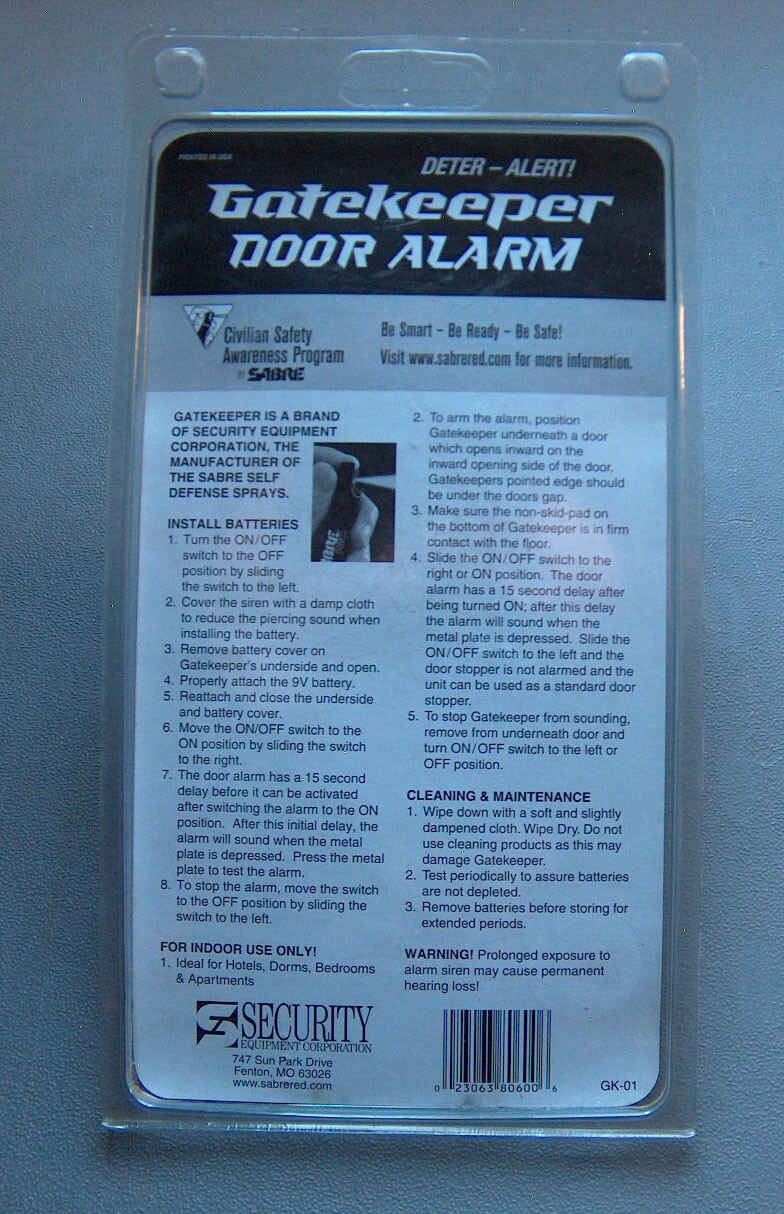 PRINTED IN USA
DETER – ALERT!
Gatekeeper
DOOR ALARM
Civilian Safety
Awareness Program
BY SABRE
Be Smart – Be Ready – Be Safe!
Visit www.sabrered.com for more information.
GATEKEEPER IS A BRAND
OF SECURITY EQUIPMENT
CORPORATION, THE
MANUFACTURER OF
THE SABRE SELF
DEFENSE SPRAYS.
INSTALL BATTERIES
1. Turn the ON/OFF
switch to the OFF
position by sliding
the switch to the left.
2. Cover the siren with a damp cloth
to reduce the piercing sound when
installing the battery.
3. Remove battery cover on
Gatekeeper's underside and open.
4. Properly attach the 9V battery.
5. Reattach and close the underside
and battery cover.
6. Move the ON/OFF switch to the
ON position by sliding the switch
to the right.
7. The door alarm has a 15 second
delay before it can be activated
after switching the alarm to the ON
position. After this initial delay, the
alarm will sound when the metal
plate is depressed. Press the metal
plate to test the alarm.
8. To stop the alarm, move the switch
to the OFF position by sliding the
switch to the left.
FOR INDOOR USE ONLY!
1. Ideal for Hotels, Dorms, Bedrooms
& Apartments
2. To arm the alarm, position
Gatekeeper underneath a door
which opens inward on the
inward opening side of the door.
Gatekeepers pointed edge should
be under the doors gap.
3. Make sure the non-skid-pad on
the bottom of Gatekeeper is in firm
contact with the floor.
4. Slide the ON/OFF switch to the
right or ON position. The door
alarm has a 15 second delay after
being turned ON; after this delay
the alarm will sound when the
metal plate is depressed. Slide the
ON/OFF switch to the left and the
door stopper is not alarmed and the
unit can be used as a standard door
stopper.
5. To stop Gatekeeper from sounding,
remove from underneath door and
turn ON/OFF switch to the left or
OFF position.
CLEANING & MAINTENANCE
1. Wipe down with a soft and slightly
dampened cloth. Wipe Dry. Do not
use cleaning products as this may
damage Gatekeeper.
2. Test periodically to assure batteries
are not depleted.
3. Remove batteries before storing for
extended periods.
WARNING! Prolonged exposure to
alarm siren may cause permanent
hearing loss!
SECURITY
EQUIPMENT CORPORATION
747 Sun Park Drive
Fenton, MO 63026
www.sabrered.com
0 23063 80600 6
GK-01